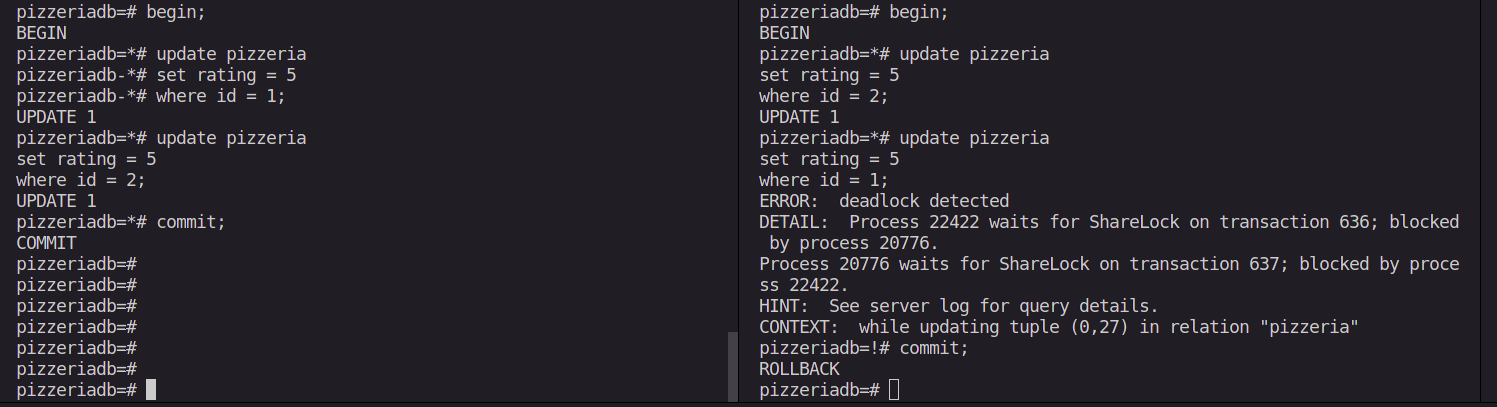 pizzeriadb=# begin;
BEGIN
pizzeriadb=*# update pizzeria
pizzeriadb-*# set rating = 5
pizzeriadb-*# where id = 1;
UPDATE 1
pizzeriadb=*# update pizzeria
set rating = 5
where id = 2;
UPDATE 1
pizzeriadb=*# commit;
COMMIT
pizzeriadb=#
pizzeriadb=#
pizzeriadb=#
pizzeriadb=#
pizzeriadb=#
pizzeriadb=#
pizzeriadb=#
pizzeriadb=# begin;
BEGIN
pizzeriadb=*# update pizzeria
set rating = 5
where id = 2;
UPDATE 1
pizzeriadb=*# update pizzeria
set rating = 5
where id = 1;
ERROR:  deadlock detected
DETAIL:  Process 22422 waits for ShareLock on transaction 636; blocked
 by process 20776.
Process 20776 waits for ShareLock on transaction 637; blocked by proce
ss 22422.
HINT:  See server log for query details.
CONTEXT:  while updating tuple (0,27) in relation "pizzeria"
pizzeriadb=!# commit;
ROLLBACK
pizzeriadb=#